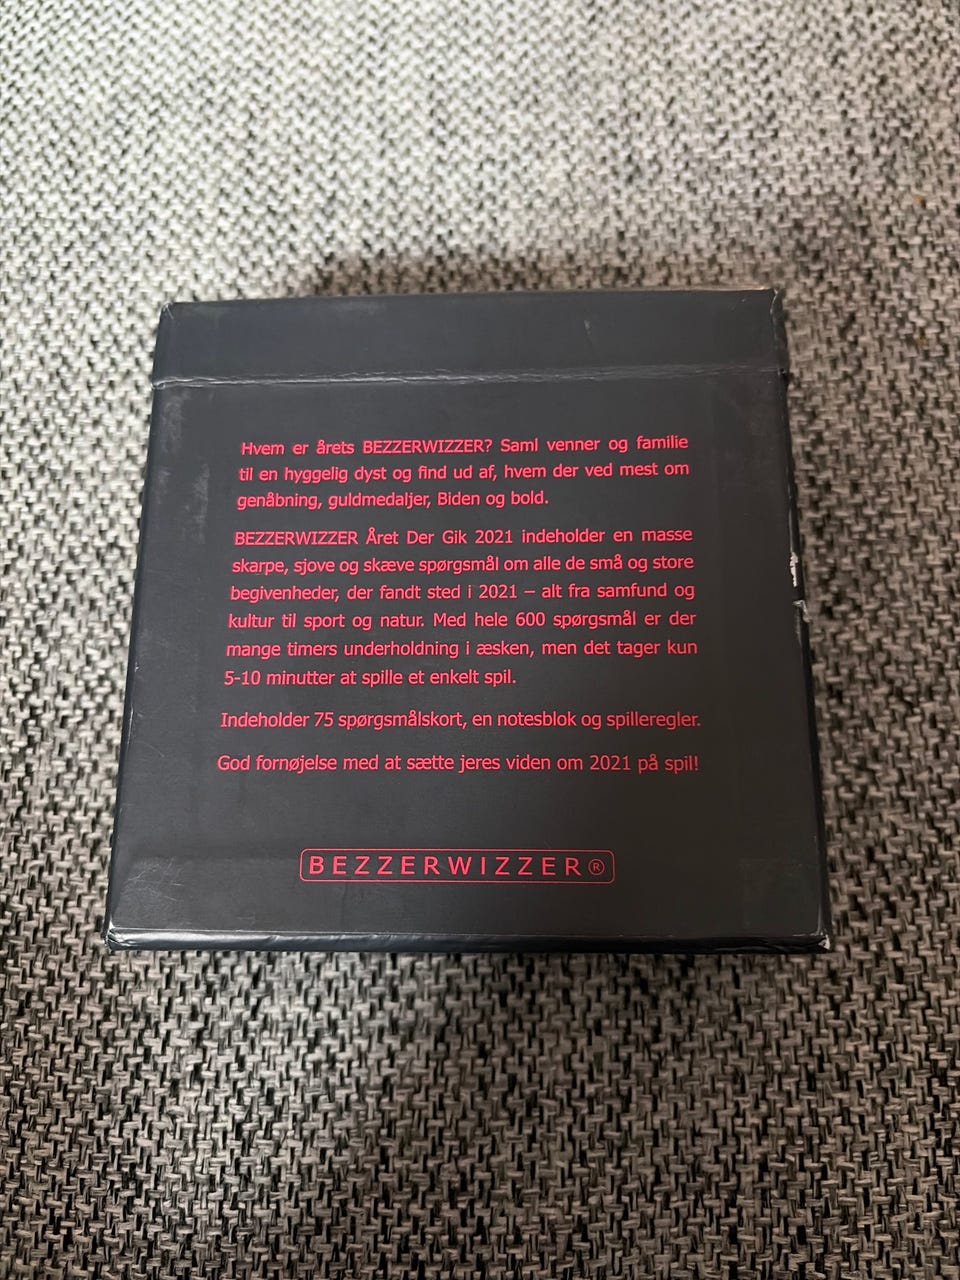 Hvem er årets BEZZERWIZZER? Saml venner og familie
til en hyggelig dyst og find ud af, hvem der ved mest om
genåbning, guldmedaljer, Biden og bold.
BEZZERWIZZER Året Der Gik 2021 indeholder en masse
skarpe, sjove og skæve spørgsmål om alle de små og store
begivenheder, der fandt sted i 2021 – alt fra samfund og
kultur til sport og natur. Med hele 600 spørgsmål er der
mange timers underholdning i æsken, men det tager kun
5-10 minutter at spille et enkelt spil.
Indeholder 75 spørgsmålskort, en notesblok og spilleregler.
God fornøjelse med at sætte jeres viden om 2021 på spil!
BEZZERWIZZER®